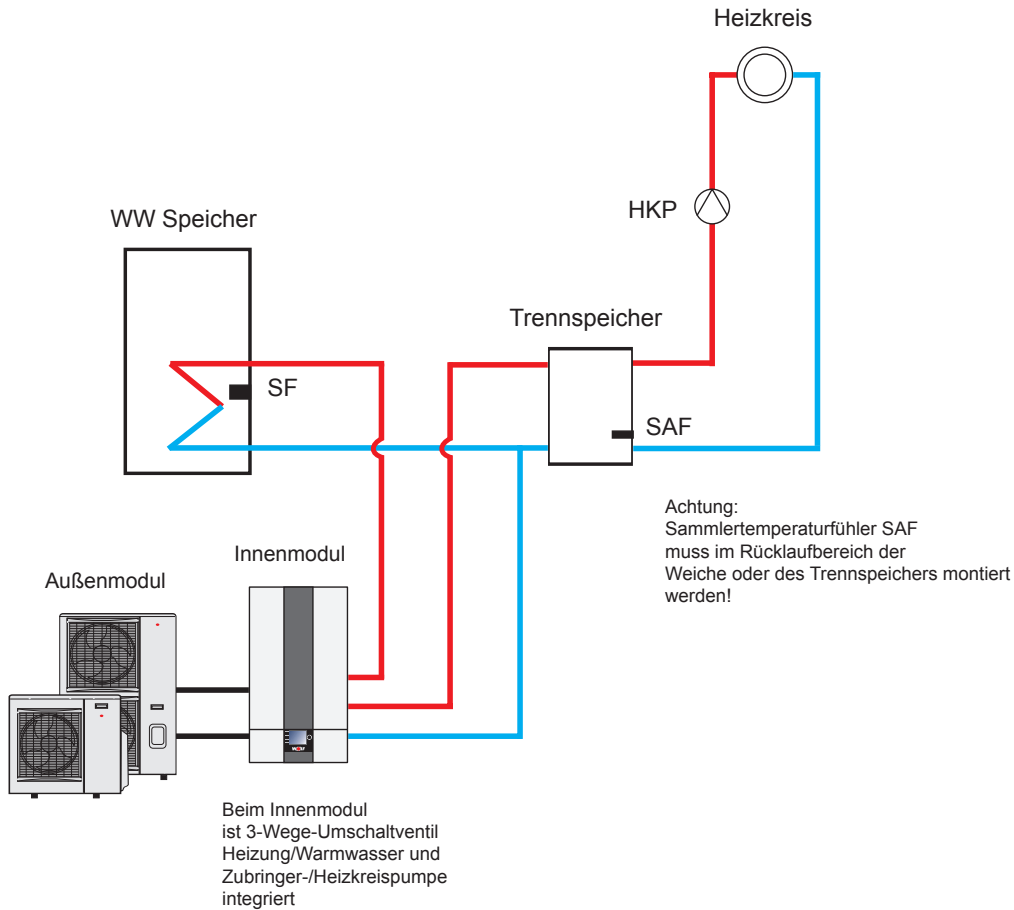 Heizkreis
HKP
WW Speicher
Trennspeicher
SF
SAF
Achtung:
Sammlertemperaturfühler SAF
muss im Rücklaufbereich der
Weiche oder des Trennspeichers montiert
werden!
Innenmodul
Außenmodul
WOLF
Beim Innenmodul
ist 3-Wege-Umschaltventil
Heizung/Warmwasser und
Zubringer-/Heizkreispumpe
integriert